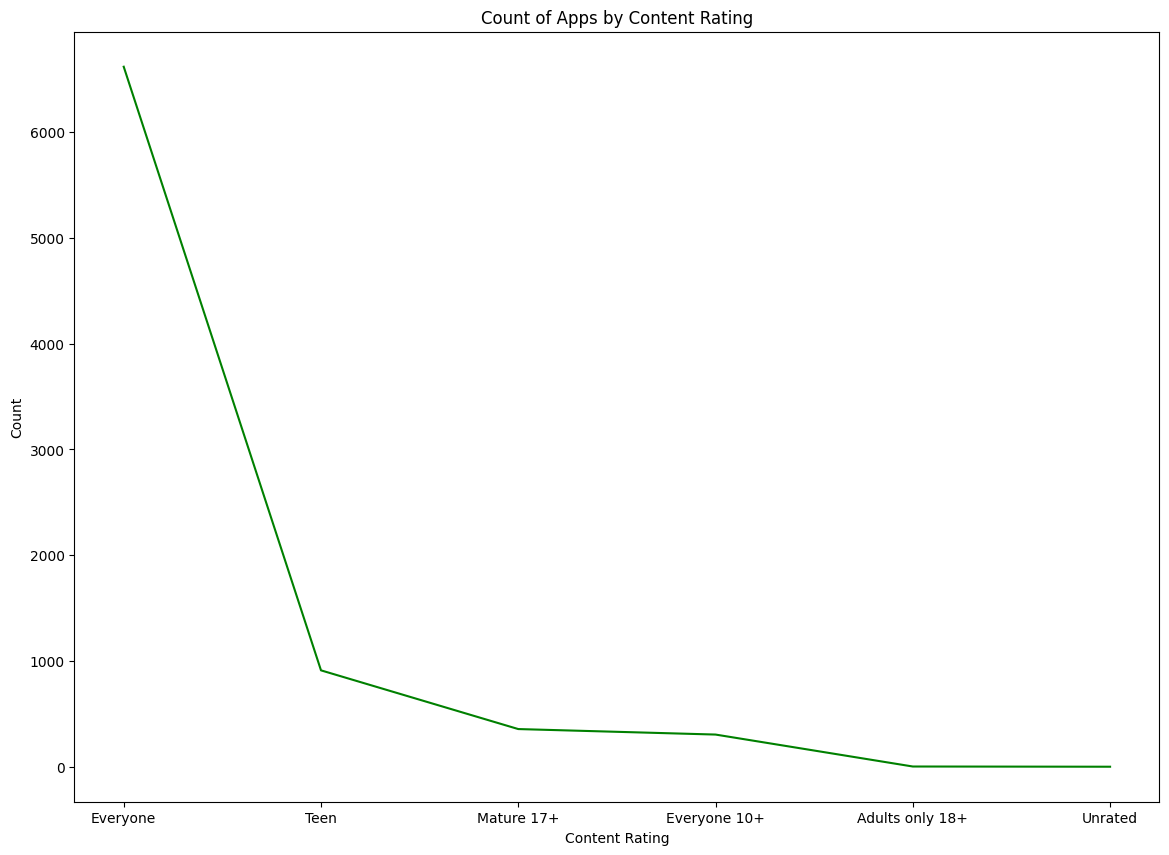 Count of Apps by Content Rating
6000
5000
4000
3000
2000
1000
0
Count
Everyone Teen Mature 17+ Everyone 10+ Adults only 18+ Unrated
Content Rating